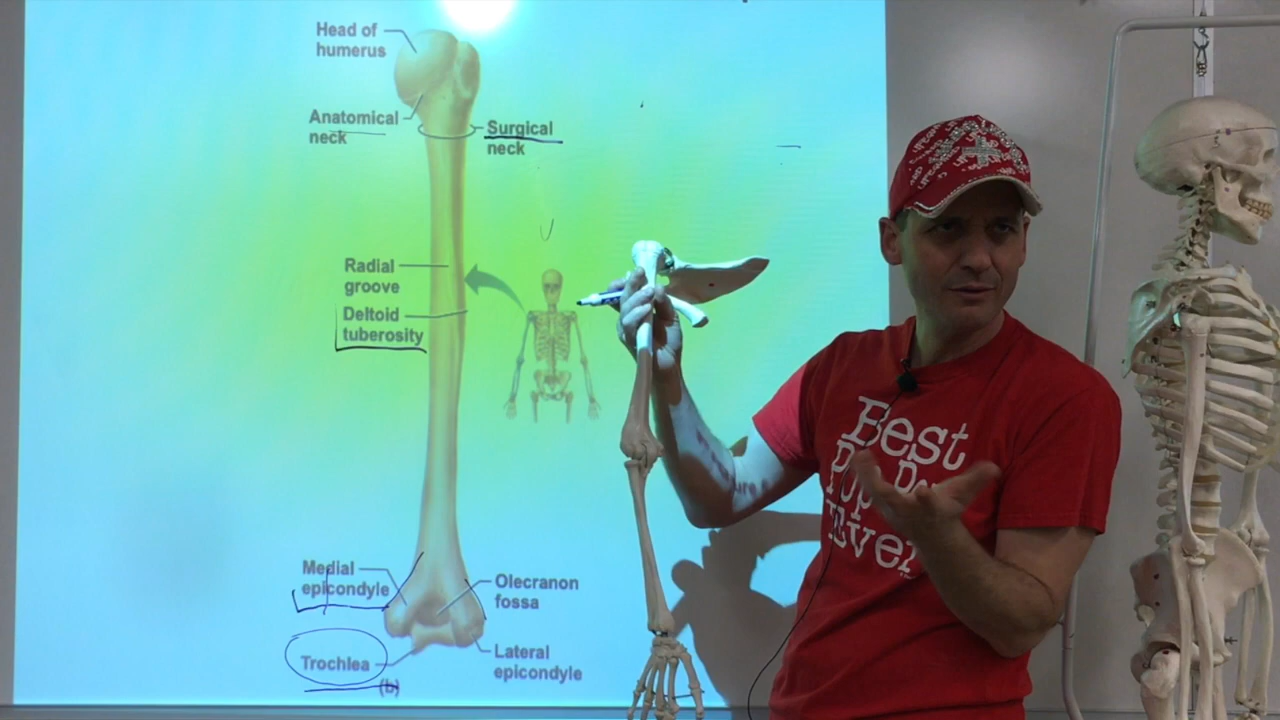 Head of
humerus
Anatomical
neck
Surgical
neck
Radial
groove
Deltoid
tuberosity
Medial
epicondyle
Olecranon
fossa
Trochlea
Lateral
epicondyle
(b)
Best
Ever